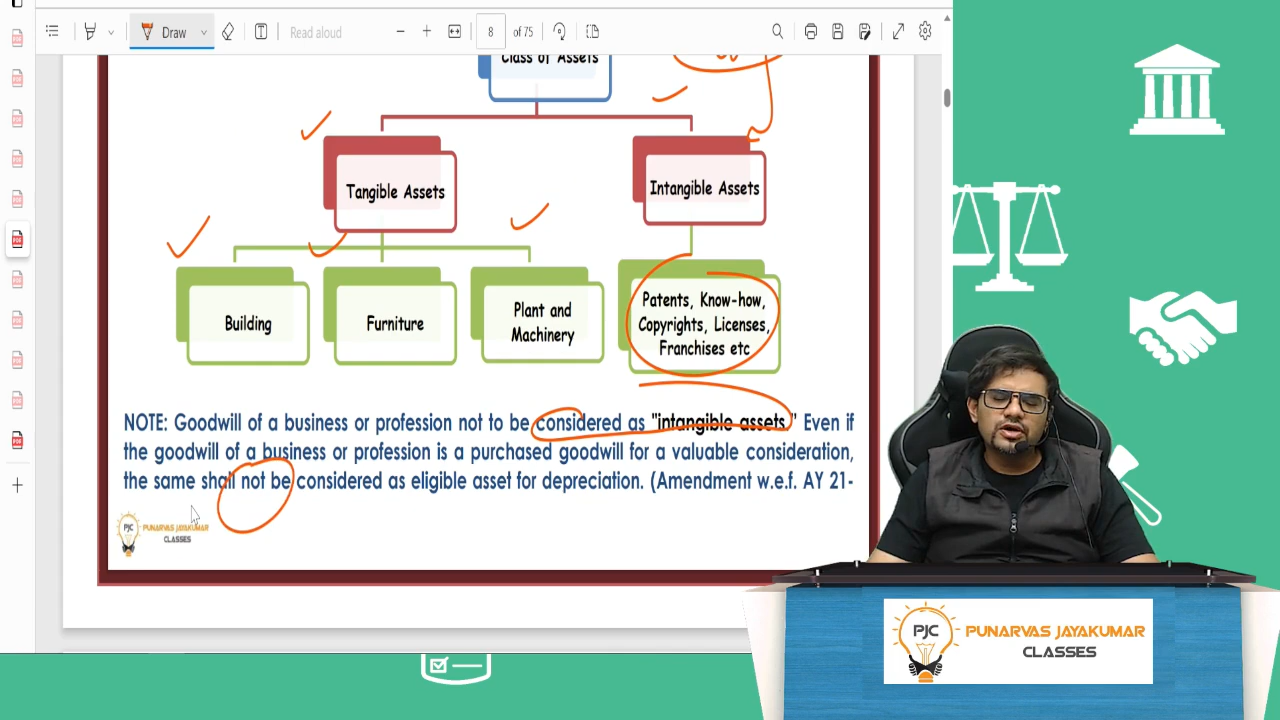 Draw
Read aloud
8
of 75
Class of Assets
Tangible Assets
Intangible Assets
Building
Furniture
Plant and
Machinery
Patents, Know-how,
Copyrights, Licenses,
Franchises etc
NOTE: Goodwill of a business or profession not to be considered as "intangible assets." Even if
the goodwill of a business or profession is a purchased goodwill for a valuable consideration,
the same shall not be considered as eligible asset for depreciation. (Amendment w.e.f. AY 21-
PJC
PUNARVAS JAYAKUMAR
CLASSES
PJC
PUNARVAS JAYAKUMAR
CLASSES